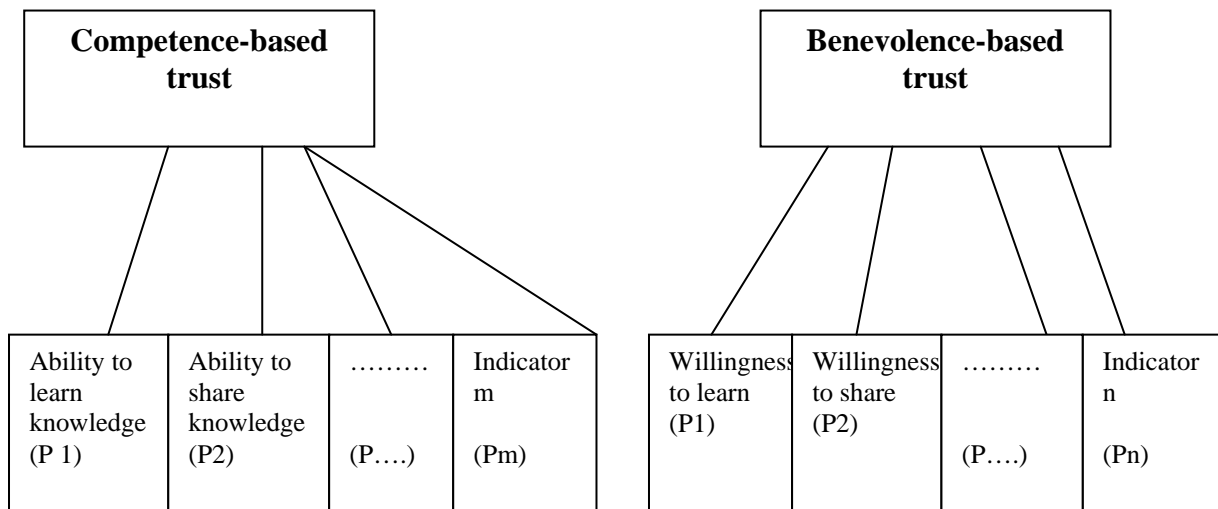 Competence-based
trust
Benevolence-based
trust
Ability to
learn
knowledge
(P 1)
Ability to
share
knowledge
(P2)
………
(P….)
Indicator
m
(Pm)
Willingness
to learn
(P1)
Willingness
to share
(P2)
………
(P….)
Indicator
n
(Pn)